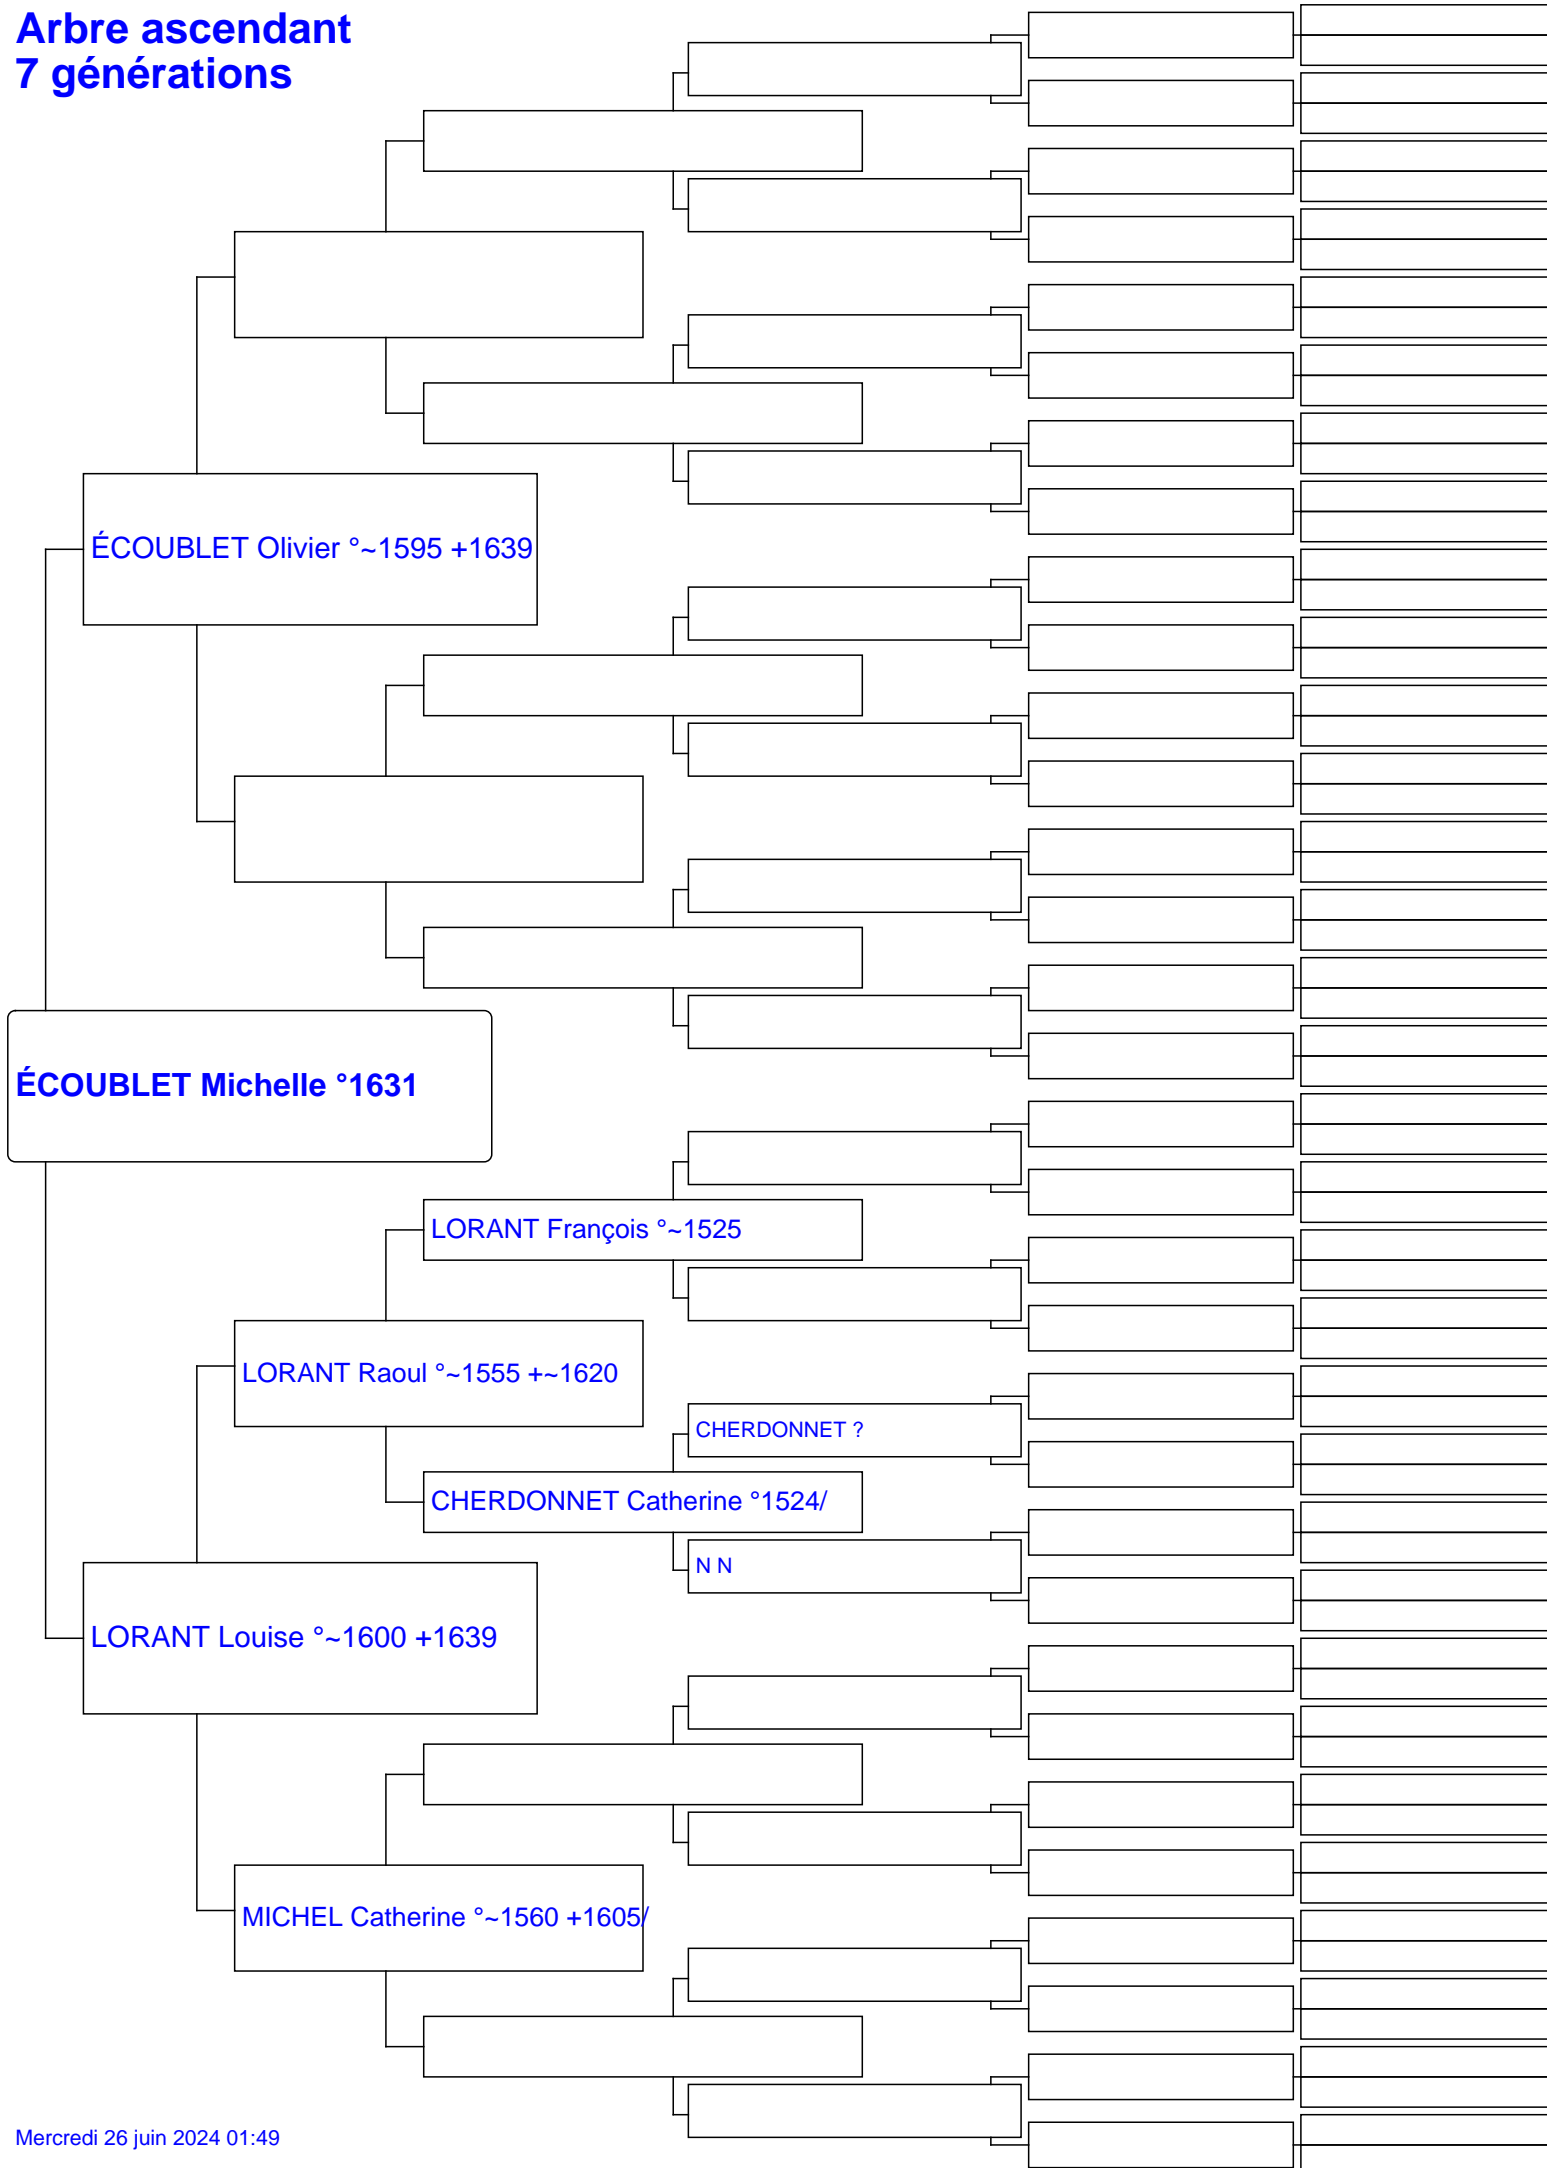 Arbre ascendant
7 générations
ÉCOUBLET Olivier °~1595 +1639
ÉCOUBLET Michelle °1631
LORANT François °~1525
LORANT Raoul °~1555 +~1620
CHERDONNET ?
CHERDONNET Catherine °1524/
N N
LORANT Louise °~1600 +1639
MICHEL Catherine °~1560 +1605/
Mercredi 26 juin 2024 01:49